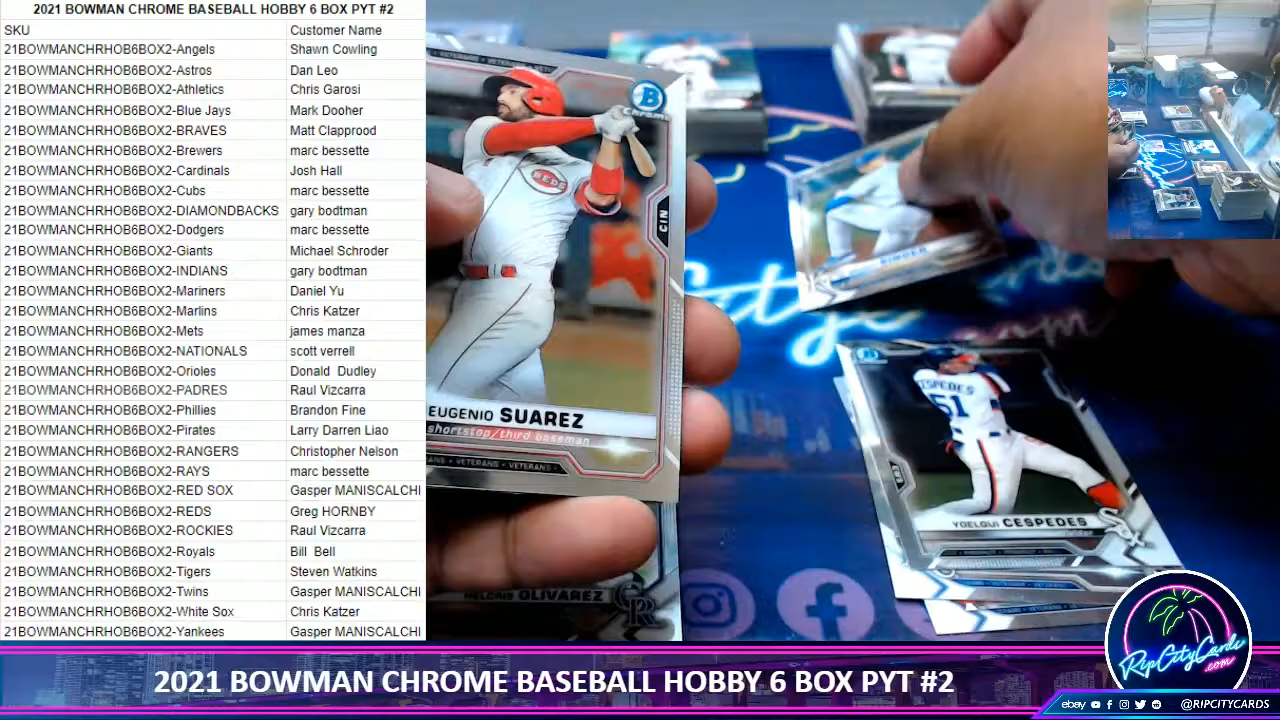 2021 BOWMAN CHROME BASEBALL HOBBY 6 BOX PYT #2
SKU Customer Name
21BOWMANCHRHOB6BOX2-Angels Shawn Cowling
21BOWMANCHRHOB6BOX2-Astros Dan Leo
21BOWMANCHRHOB6BOX2-Athletics Chris Garosi
21BOWMANCHRHOB6BOX2-Blue Jays Mark Dooher
21BOWMANCHRHOB6BOX2-BRAVES Matt Clapprood
21BOWMANCHRHOB6BOX2-Brewers marc bessette
21BOWMANCHRHOB6BOX2-Cardinals Josh Hall
21BOWMANCHRHOB6BOX2-Cubs marc bessette
21BOWMANCHRHOB6BOX2-DIAMONDBACKS gary bodtman
21BOWMANCHRHOB6BOX2-Dodgers marc bessette
21BOWMANCHRHOB6BOX2-Giants Michael Schroder
21BOWMANCHRHOB6BOX2-INDIANS gary bodtman
21BOWMANCHRHOB6BOX2-Mariners Daniel Yu
21BOWMANCHRHOB6BOX2-Marlins Chris Katzer
21BOWMANCHRHOB6BOX2-Mets james manza
21BOWMANCHRHOB6BOX2-NATIONALS scott verrell
21BOWMANCHRHOB6BOX2-Orioles Donald Dudley
21BOWMANCHRHOB6BOX2-PADRES Raul Vizcarra
21BOWMANCHRHOB6BOX2-Phillies Brandon Fine
21BOWMANCHRHOB6BOX2-Pirates Larry Darren Liao
21BOWMANCHRHOB6BOX2-RANGERS Christopher Nelson
21BOWMANCHRHOB6BOX2-RAYS marc bessette
21BOWMANCHRHOB6BOX2-RED SOX Gasper MANISCALCHI
21BOWMANCHRHOB6BOX2-REDS Greg HORNBY
21BOWMANCHRHOB6BOX2-ROCKIES Raul Vizcarra
21BOWMANCHRHOB6BOX2-Royals Bill Bell
21BOWMANCHRHOB6BOX2-Tigers Steven Watkins
21BOWMANCHRHOB6BOX2-Twins Gasper MANISCALCHI
21BOWMANCHRHOB6BOX2-White Sox Chris Katzer
21BOWMANCHRHOB6BOX2-Yankees Gasper MANISCALCHI
B
CHROME
REDS
CIN
EUGENIO SUAREZ
shortstop/third baseman
VETERANS · VETERANS
OLIVAREZ
CR
CESPEDES
51
YOELQUI CESPEDES
Sox
RipCityCards
.com
2021 BOWMAN CHROME BASEBALL HOBBY 6 BOX PYT #2
ebay @RIPCITYCARDS